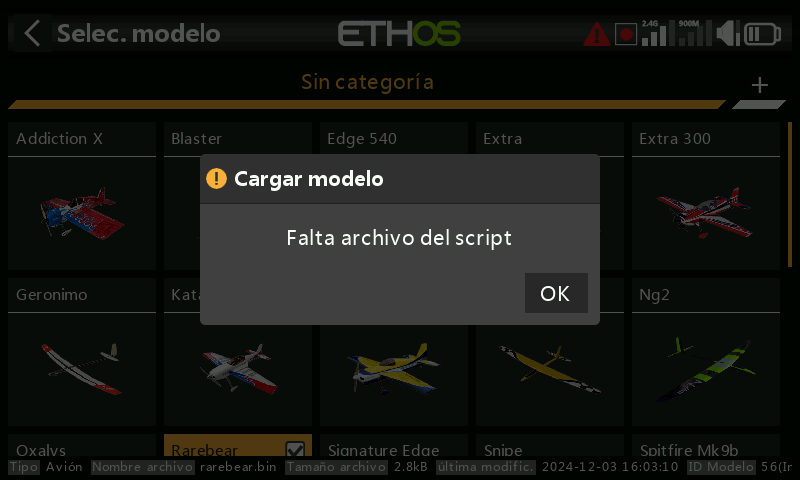 Selec. modelo
ETHOS
2.4G
900M
Sin categoría
+
Addiction X
Blaster
Edge 540
Extra
Extra 300
Cargar modelo
Falta archivo del script
OK
Geronimo
Kata
Ng2
Oxalys
Rarebear
Signature Edge
Snipe
Spitfire Mk9b
Tipo Avión Nombre archivo rarebear.bin Tamaño archivo 2.8kB última modific. 2024-12-03 16:03:10 ID Modelo 56(Ir